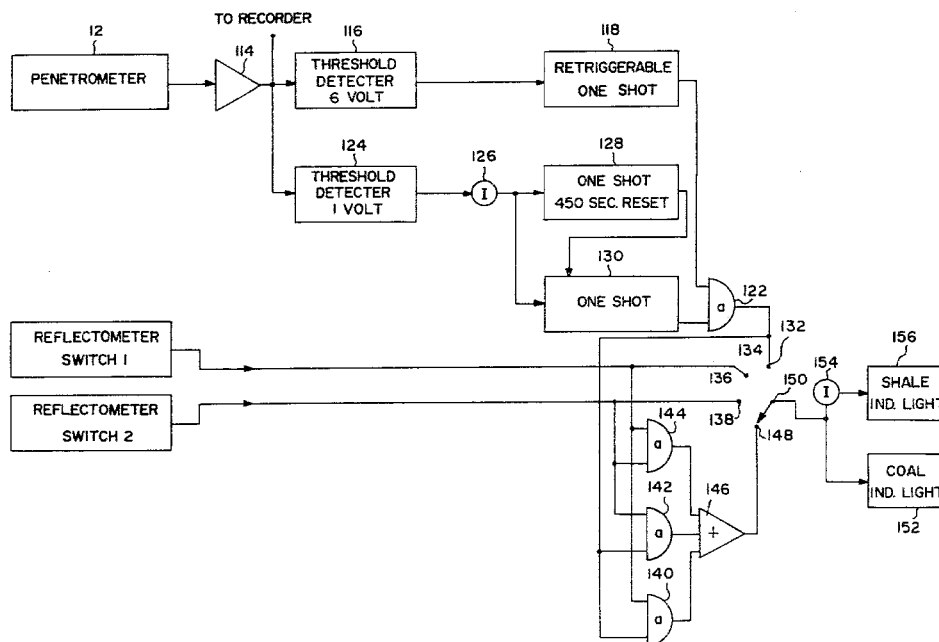 TO RECORDER
12
114
116
118
PENETROMETER
THRESHOLD
DETECTER
6 VOLT
RETRIGGERABLE
ONE SHOT
124
126
128
THRESHOLD
DETECTER
1 VOLT
I
ONE SHOT
450 SEC. RESET
130
ONE SHOT
a
122
REFLECTOMETER
SWITCH 1
132
134
136
150
154
156
I
SHALE
IND. LIGHT
REFLECTOMETER
SWITCH 2
138
148
144
a
COAL
IND. LIGHT
152
142
146
a
+
140
a